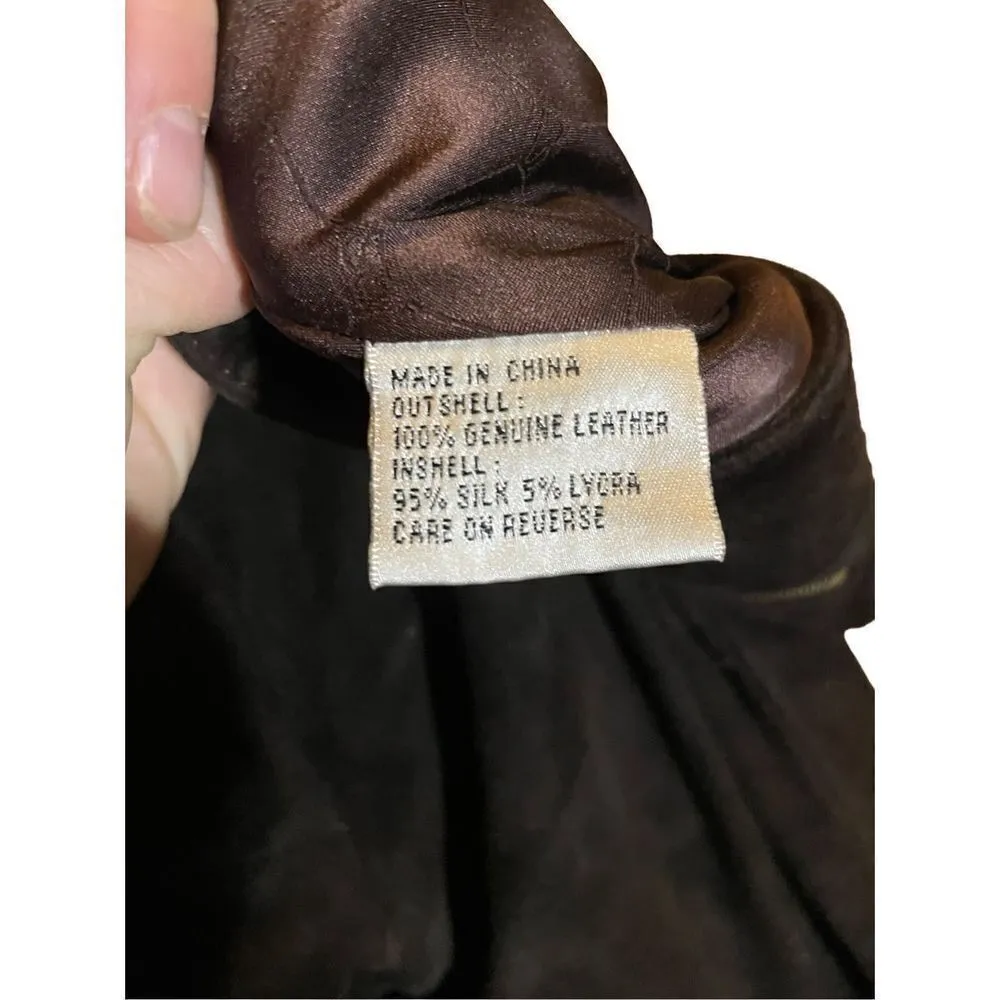 MADE IN CHINA
OUTSHELL:
100% GENUINE LEATHER
INSHELL:
95% SILK 5% LYCRA
CARE ON REVERSE